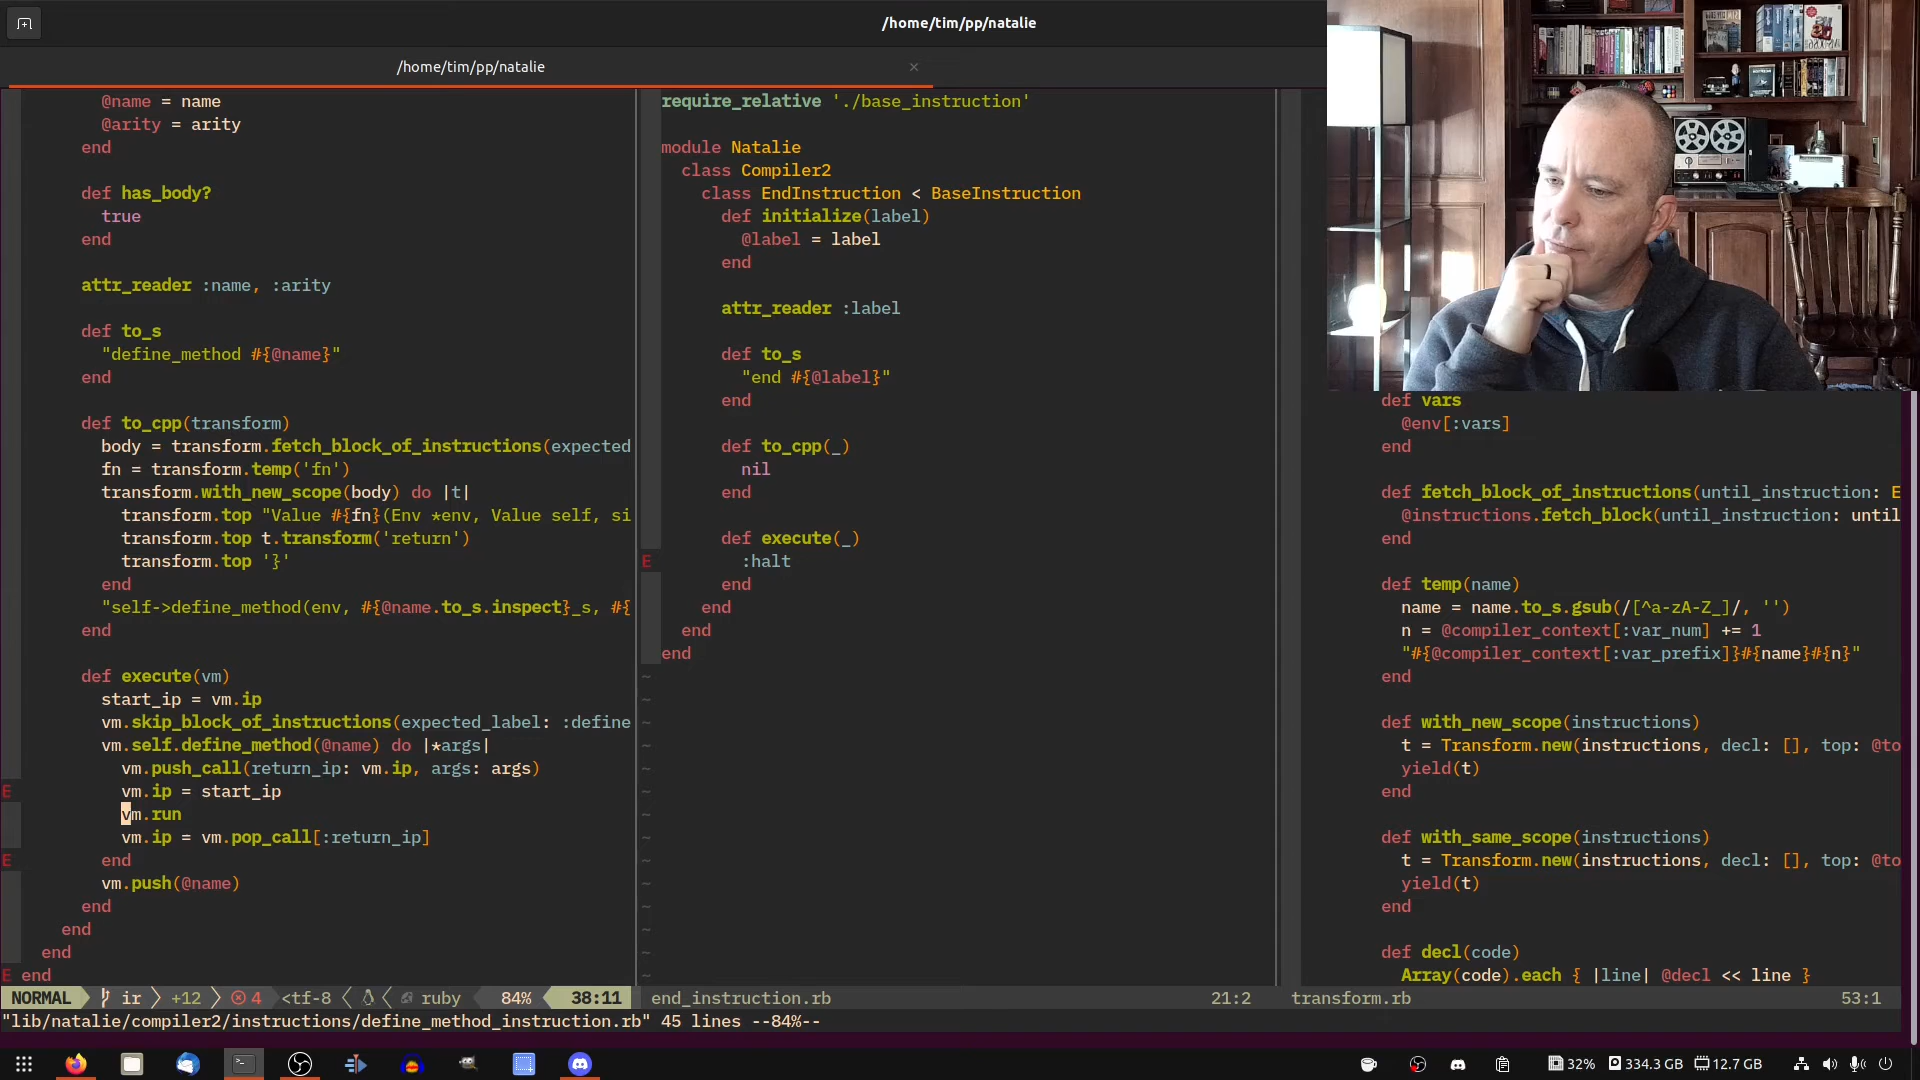 /home/tim/pp/natalie
/home/tim/pp/natalie ×
@name = name
@arity = arity
end
def has_body?
true
end
attr_reader :name, :arity
def to_s
"define_method #{@name}"
end
def to_cpp(transform)
body = transform.fetch_block_of_instructions(expected
fn = transform.temp('fn')
transform.with_new_scope(body) do |t|
transform.top "Value #{fn}(Env *env, Value self, si
transform.top t.transform('return')
transform.top '}'
end
"self->define_method(env, #{@name.to_s.inspect}_s, #{
end
def execute(vm)
start_ip = vm.ip
vm.skip_block_of_instructions(expected_label: :define
vm.self.define_method(@name) do |*args|
vm.push_call(return_ip: vm.ip, args: args)
E vm.ip = start_ip
vm.run
vm.ip = vm.pop_call[:return_ip]
E end
vm.push(@name)
end
end
end
E end
NORMAL ir +12 4 <tf-8 ruby 84% 38:11
require_relative './base_instruction'
module Natalie
class Compiler2
class EndInstruction < BaseInstruction
def initialize(label)
@label = label
end
attr_reader :label
def to_s
"end #{@label}"
end
def to_cpp(_)
nil
end
def execute(_)
E :halt
end
end
end
end
~
~
~
~
~
~
~
~
~
~
~
~
~
~
end_instruction.rb 21:2
def vars
@env[:vars]
end
def fetch_block_of_instructions(until_instruction: E
@instructions.fetch_block(until_instruction: until
end
def temp(name)
name = name.to_s.gsub(/[^a-zA-Z_]/, '')
n = @compiler_context[:var_num] += 1
"#{@compiler_context[:var_prefix]}#{name}#{n}"
end
def with_new_scope(instructions)
t = Transform.new(instructions, decl: [], top: @to
yield(t)
end
def with_same_scope(instructions)
t = Transform.new(instructions, decl: [], top: @to
yield(t)
end
def decl(code)
Array(code).each { |line| @decl << line }
transform.rb 53:1
"lib/natalie/compiler2/instructions/define_method_instruction.rb" 45 lines --84%--
32% 334.3 GB 12.7 GB